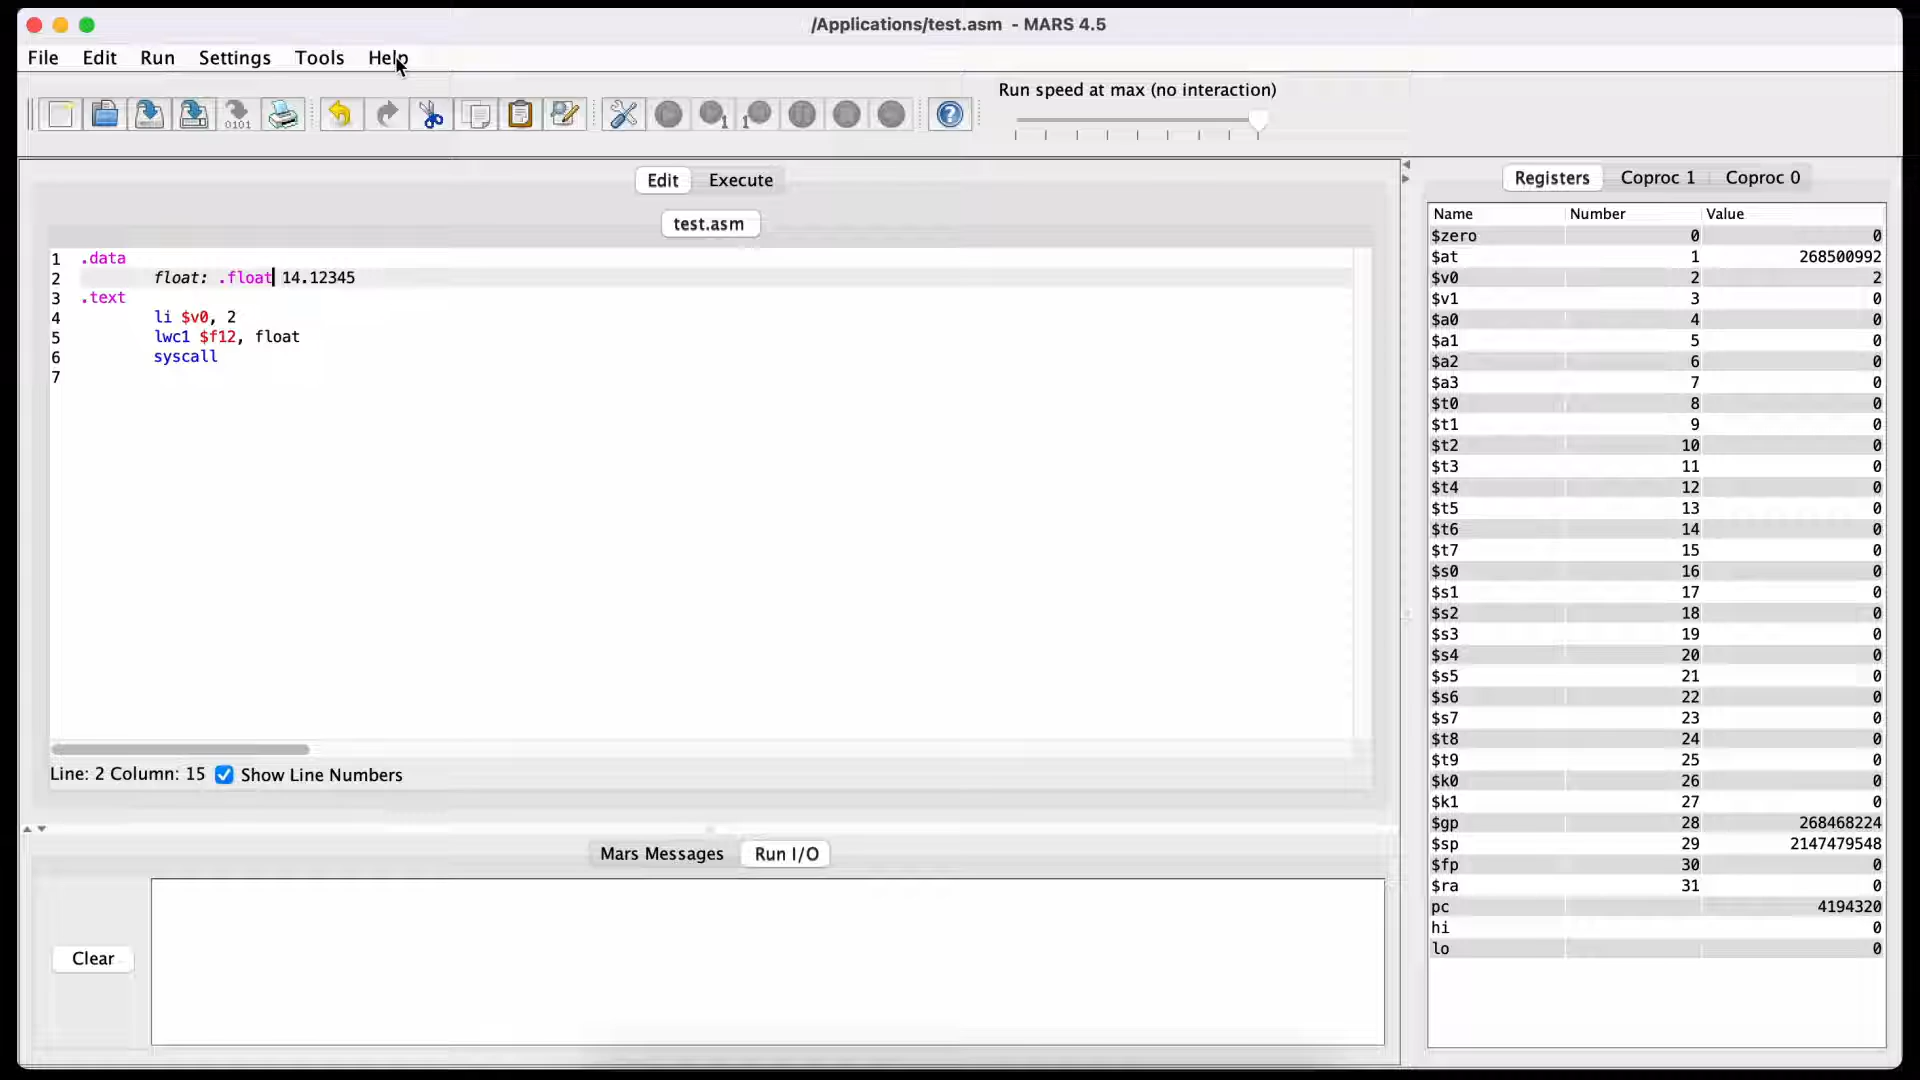 /Applications/test.asm - MARS 4.5
File Edit Run Settings Tools Help
0101 1 1 ?
Run speed at max (no interaction)
Edit Execute
test.asm
1 .data
2 float: .float 14.12345
3 .text
4 li $v0, 2
5 lwc1 $f12, float
6 syscall
7
Line: 2 Column: 15 Show Line Numbers
Mars Messages Run I/O
Clear
Registers Coproc 1 Coproc 0
Name Number Value
$zero 0 0
$at 1 268500992
$v0 2 2
$v1 3 0
$a0 4 0
$a1 5 0
$a2 6 0
$a3 7 0
$t0 8 0
$t1 9 0
$t2 10 0
$t3 11 0
$t4 12 0
$t5 13 0
$t6 14 0
$t7 15 0
$s0 16 0
$s1 17 0
$s2 18 0
$s3 19 0
$s4 20 0
$s5 21 0
$s6 22 0
$s7 23 0
$t8 24 0
$t9 25 0
$k0 26 0
$k1 27 0
$gp 28 268468224
$sp 29 2147479548
$fp 30 0
$ra 31 0
pc 4194320
hi 0
lo 0